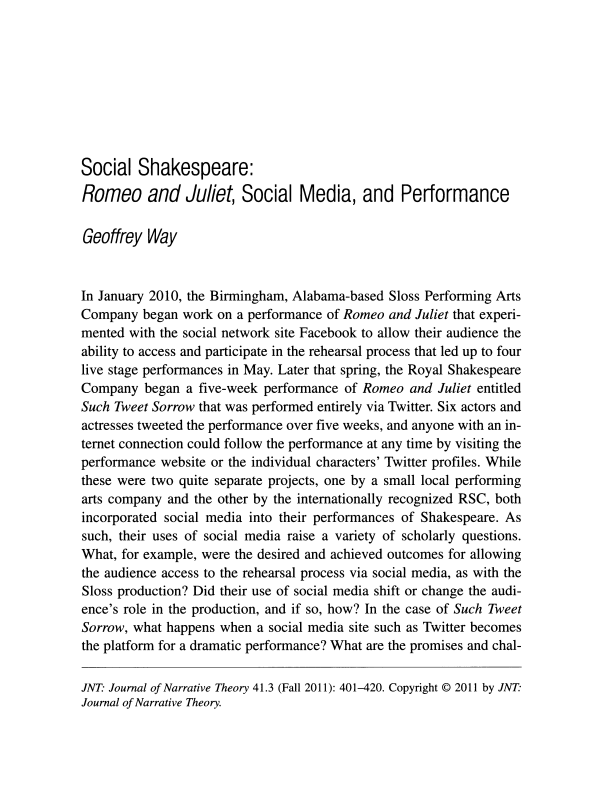 Social Shakespeare:
Romeo and Juliet, Social Media, and Performance
Geoffrey Way
In January 2010, the Birmingham, Alabama-based Sloss Performing Arts
Company began work on a performance of Romeo and Juliet that experi-
mented with the social network site Facebook to allow their audience the
ability to access and participate in the rehearsal process that led up to four
live stage performances in May. Later that spring, the Royal Shakespeare
Company began a five-week performance of Romeo and Juliet entitled
Such Tweet Sorrow that was performed entirely via Twitter. Six actors and
actresses tweeted the performance over five weeks, and anyone with an in-
ternet connection could follow the performance at any time by visiting the
performance website or the individual characters' Twitter profiles. While
these were two quite separate projects, one by a small local performing
arts company and the other by the internationally recognized RSC, both
incorporated social media into their performances of Shakespeare. As
such, their uses of social media raise a variety of scholarly questions.
What, for example, were the desired and achieved outcomes for allowing
the audience access to the rehearsal process via social media, as with the
Sloss production? Did their use of social media shift or change the audi-
ence's role in the production, and if so, how? In the case of Such Tweet
Sorrow, what happens when a social media site such as Twitter becomes
the platform for a dramatic performance? What are the promises and chal-
JNT: Journal of Narrative Theory 41.3 (Fall 2011): 401–420. Copyright © 2011 by JNT:
Journal of Narrative Theory.